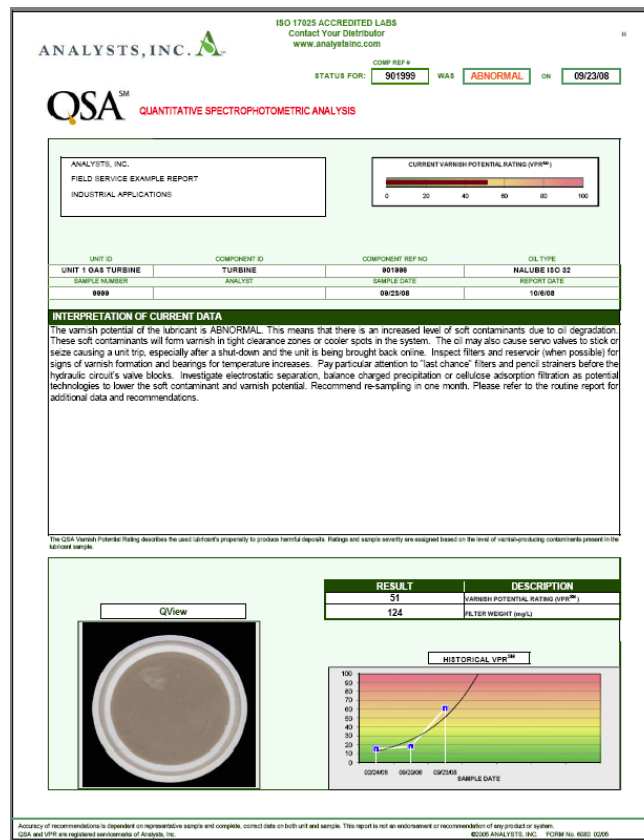 ISO 17025 ACCREDITED LABS
Contact Your Distributor
www.analystsinc.com
ANALYSTS, INC.
COMP REF #
STATUS FOR: 901999 WAS ABNORMAL ON 09/23/08
QSA SM QUANTITATIVE SPECTROPHOTOMETRIC ANALYSIS
ANALYSTS, INC.
FIELD SERVICE EXAMPLE REPORT
INDUSTRIAL APPLICATIONS
CURRENT VARNISH POTENTIAL RATING (VPR SM)
0 20 40 60 80 100
UNIT ID COMPONENT ID COMPONENT REF NO OIL TYPE
UNIT 1 GAS TURBINE TURBINE 901999 NALUBE ISO 32
SAMPLE NUMBER ANALYST SAMPLE DATE REPORT DATE
9999 09/23/08 10/6/08
INTERPRETATION OF CURRENT DATA
The varnish potential of the lubricant is ABNORMAL. This means that there is an increased level of soft contaminants due to oil degradation.
These soft contaminants will form varnish in tight clearance zones or cooler spots in the system. The oil may also cause servo valves to stick or
seize causing a unit trip, especially after a shut-down and the unit is being brought back online. Inspect filters and reservoir (when possible) for
signs of varnish formation and bearings for temperature increases. Pay particular attention to "last chance" filters and pencil strainers before the
hydraulic circuit's valve blocks. Investigate electrostatic separation, balance charged precipitation or cellulose adsorption filtration as potential
technologies to lower the soft contaminant and varnish potential. Recommend re-sampling in one month. Please refer to the routine report for
additional data and recommendations.
The QSA Varnish Potential Rating describes the used lubricant's propensity to produce harmful deposits. Ratings and sample severity are assigned based on the level of varnish-producing contaminants present in the
lubricant sample.
RESULT DESCRIPTION
51 VARNISH POTENTIAL RATING (VPR SM)
124 FILTER WEIGHT (mg/L)
QView
HISTORICAL VPR SM
100
90
80
70
60
50
40
30
20
10
0
02/24/06 09/20/06 09/23/08
SAMPLE DATE
Accuracy of recommendations is dependent on representative sample and complete, correct data on both unit and sample. This report is not an endorsement or recommendation of any product or system.
QSA and VPR are registered servicemarks of Analysts, Inc. ©2005 ANALYSTS, INC. FORM No. 6080 02/05